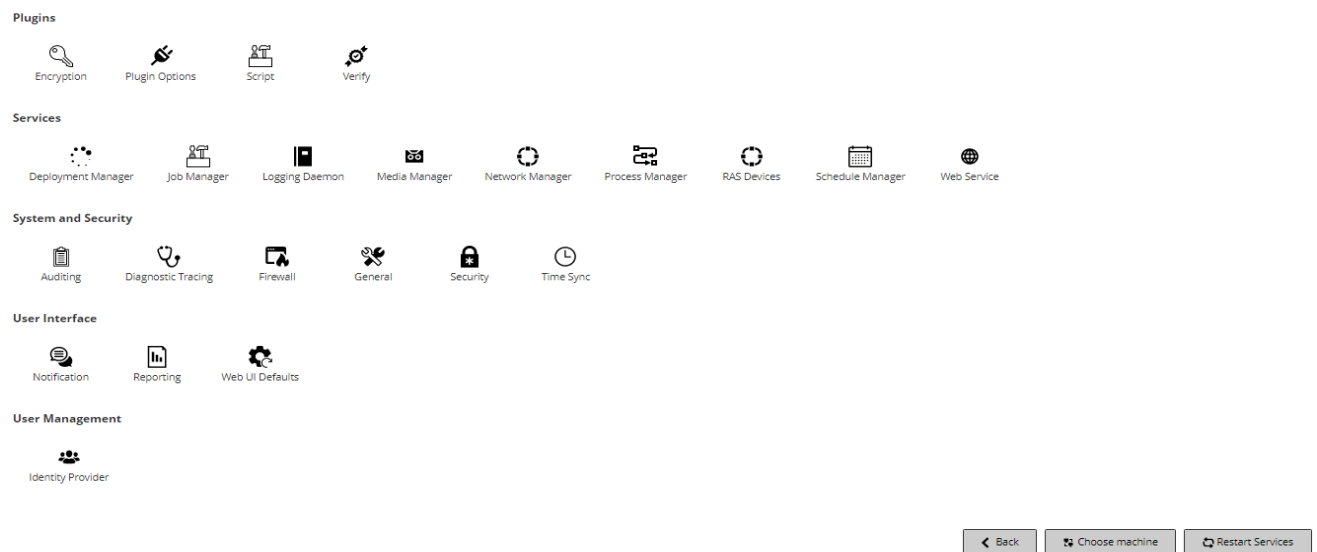 Plugins
Encryption Plugin Options Script Verify
Services
Deployment Manager Job Manager Logging Daemon Media Manager Network Manager Process Manager RAS Devices Schedule Manager Web Service
System and Security
Auditing Diagnostic Tracing Firewall General Security Time Sync
User Interface
Notification Reporting Web UI Defaults
User Management
Identity Provider
Back Choose machine Restart Services